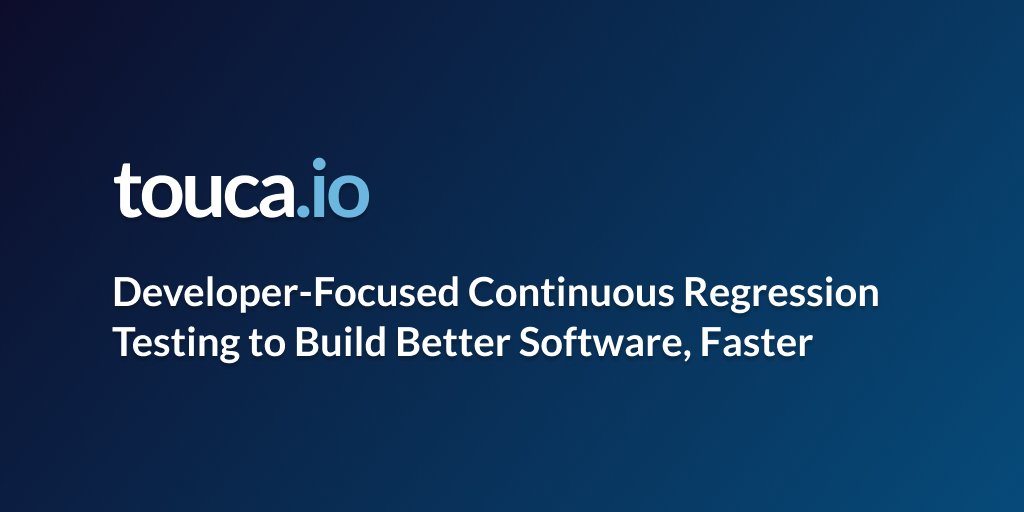 touca.io
Developer-Focused Continuous Regression
Testing to Build Better Software, Faster